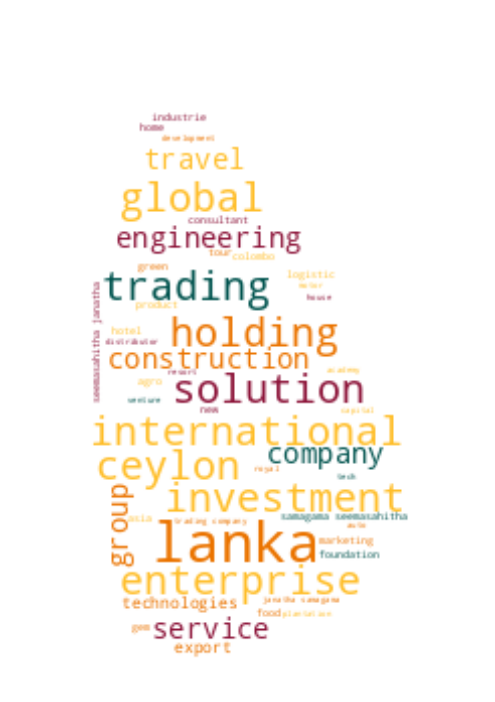 industrie
home
development
travel
global
consultant
engineering
tour colombo
green
logistic
trading
motor
house
seemasahitha janatha
product
holding
hotel
distributor
construction
resort
academy
agro
solution
venture
new
capital
international
company
ceylon
royal
tech
investment
group
asia
trading company
samagama seemasahitha
auto
lanka
marketing
foundation
enterprise
technologies
janatha samagama
food plantation
gem
service
export